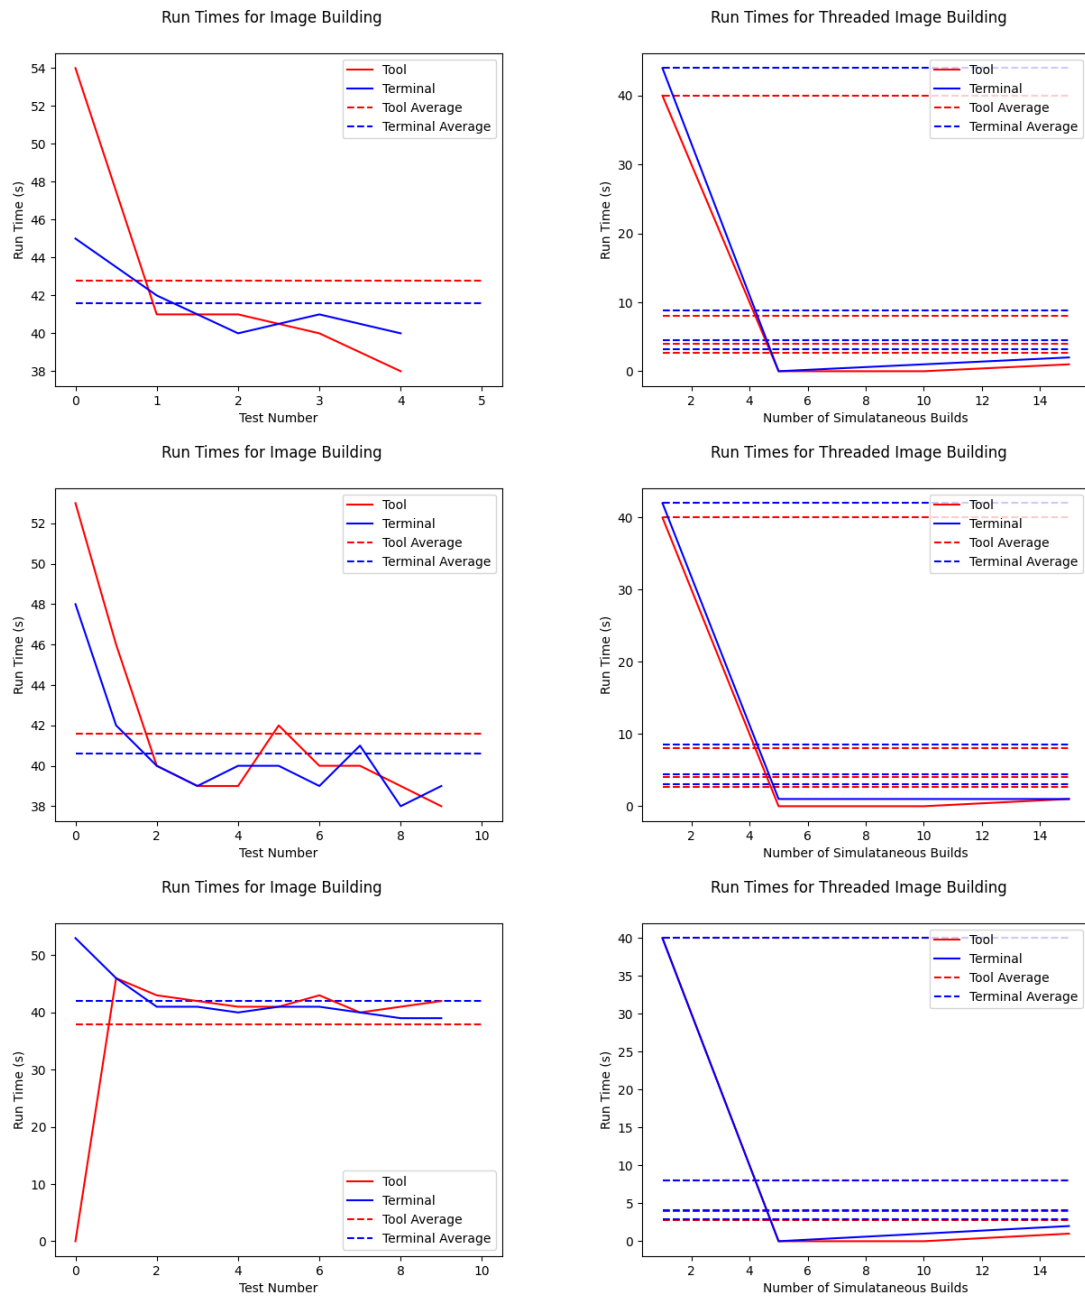 Run Times for Image Building
54
52
50
48
46
44
42
40
38
Run Time (s)
0 1 2 3 4 5
Test Number
Tool
Terminal
Tool Average
Terminal Average
Run Times for Threaded Image Building
40
30
20
10
0
Run Time (s)
2 4 6 8 10 12 14
Number of Simulataneous Builds
Tool
Terminal
Tool Average
Terminal Average
Run Times for Image Building
52
50
48
46
44
42
40
38
Run Time (s)
0 2 4 6 8 10
Test Number
Tool
Terminal
Tool Average
Terminal Average
Run Times for Threaded Image Building
40
30
20
10
0
Run Time (s)
2 4 6 8 10 12 14
Number of Simulataneous Builds
Tool
Terminal
Tool Average
Terminal Average
Run Times for Image Building
50
40
30
20
10
0
Run Time (s)
0 2 4 6 8 10
Test Number
Tool
Terminal
Tool Average
Terminal Average
Run Times for Threaded Image Building
40
35
30
25
20
15
10
5
0
Run Time (s)
2 4 6 8 10 12 14
Number of Simulataneous Builds
Tool
Terminal
Tool Average
Terminal Average